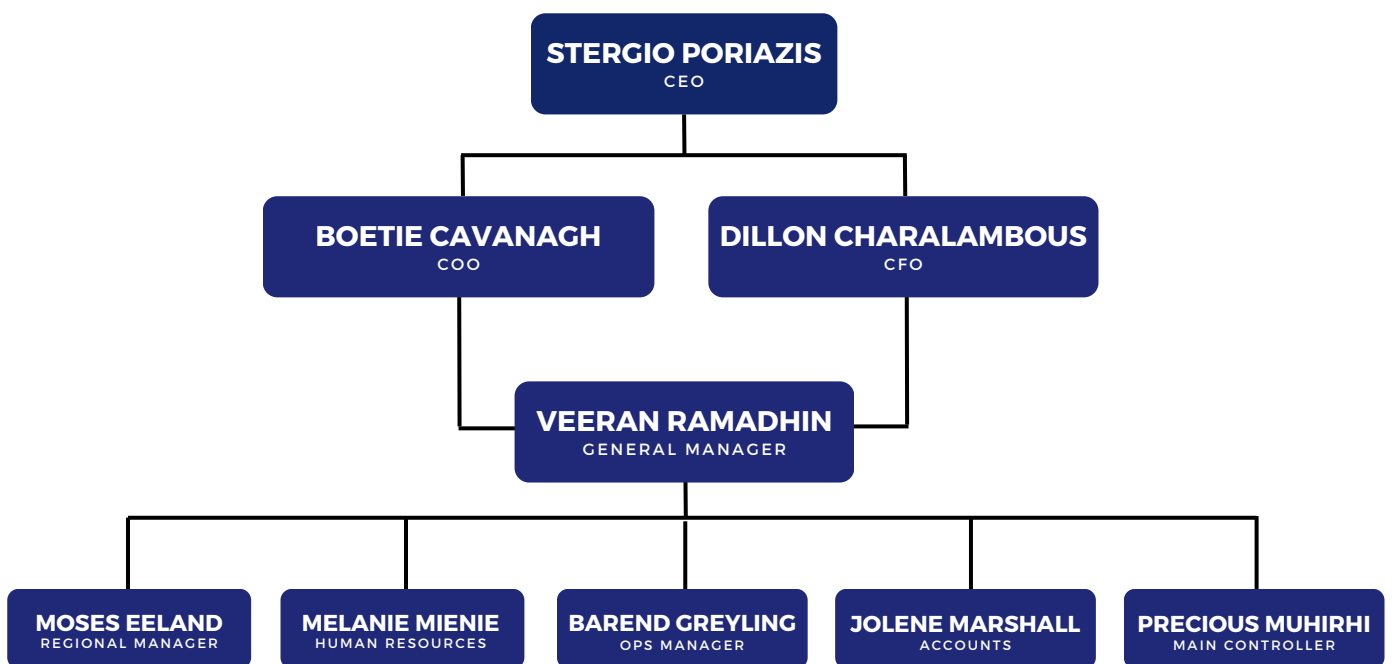 STERGIO PORIAZIS
CEO
BOETIE CAVANAGH
COO
DILLON CHARALAMBOUS
CFO
VEERAN RAMADHIN
GENERAL MANAGER
MOSES EELAND
REGIONAL MANAGER
MELANIE MIENIE
HUMAN RESOURCES
BAREND GREYLING
OPS MANAGER
JOLENE MARSHALL
ACCOUNTS
PRECIOUS MUHIRHI
MAIN CONTROLLER